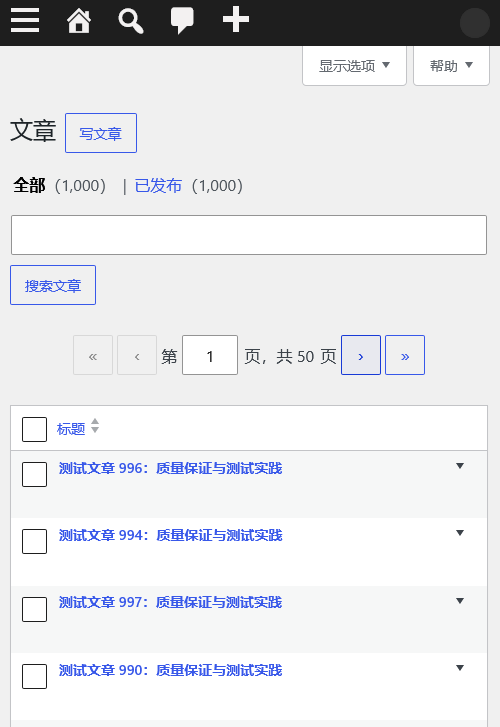 显示选项 帮助
文章 写文章
全部（1,000） | 已发布（1,000）
搜索文章
« ‹ 第 1 页，共 50 页 › »
标题
测试文章 996：质量保证与测试实践
测试文章 994：质量保证与测试实践
测试文章 997：质量保证与测试实践
测试文章 990：质量保证与测试实践